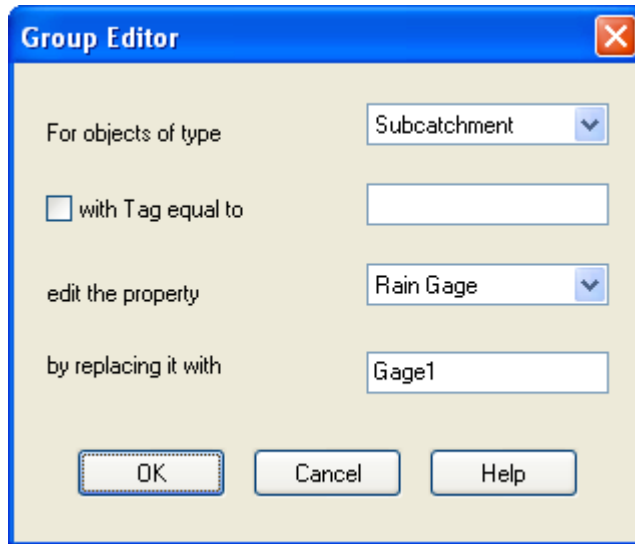 Group Editor
For objects of type Subcatchment
with Tag equal to
edit the property Rain Gage
by replacing it with Gage1
OK Cancel Help